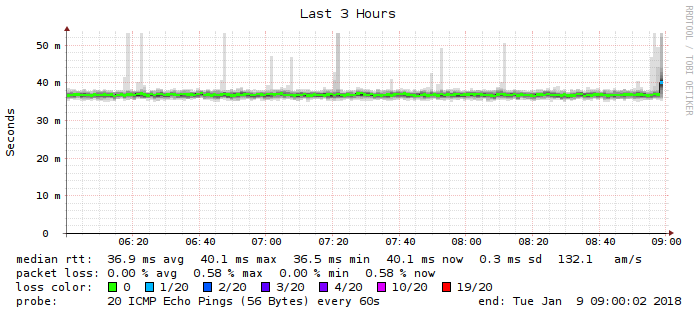 Last 3 Hours
RRDTOOL / TOBI OETIKER
Seconds
50 m
40 m
30 m
20 m
10 m
0
06:20 06:40 07:00 07:20 07:40 08:00 08:20 08:40 09:00
median rtt: 36.9 ms avg 40.1 ms max 36.5 ms min 40.1 ms now 0.3 ms sd 132.1 am/s
packet loss: 0.00 % avg 0.58 % max 0.00 % min 0.58 % now
loss color: 0 1/20 2/20 3/20 4/20 10/20 19/20
probe: 20 ICMP Echo Pings (56 Bytes) every 60s end: Tue Jan 9 09:00:02 2018